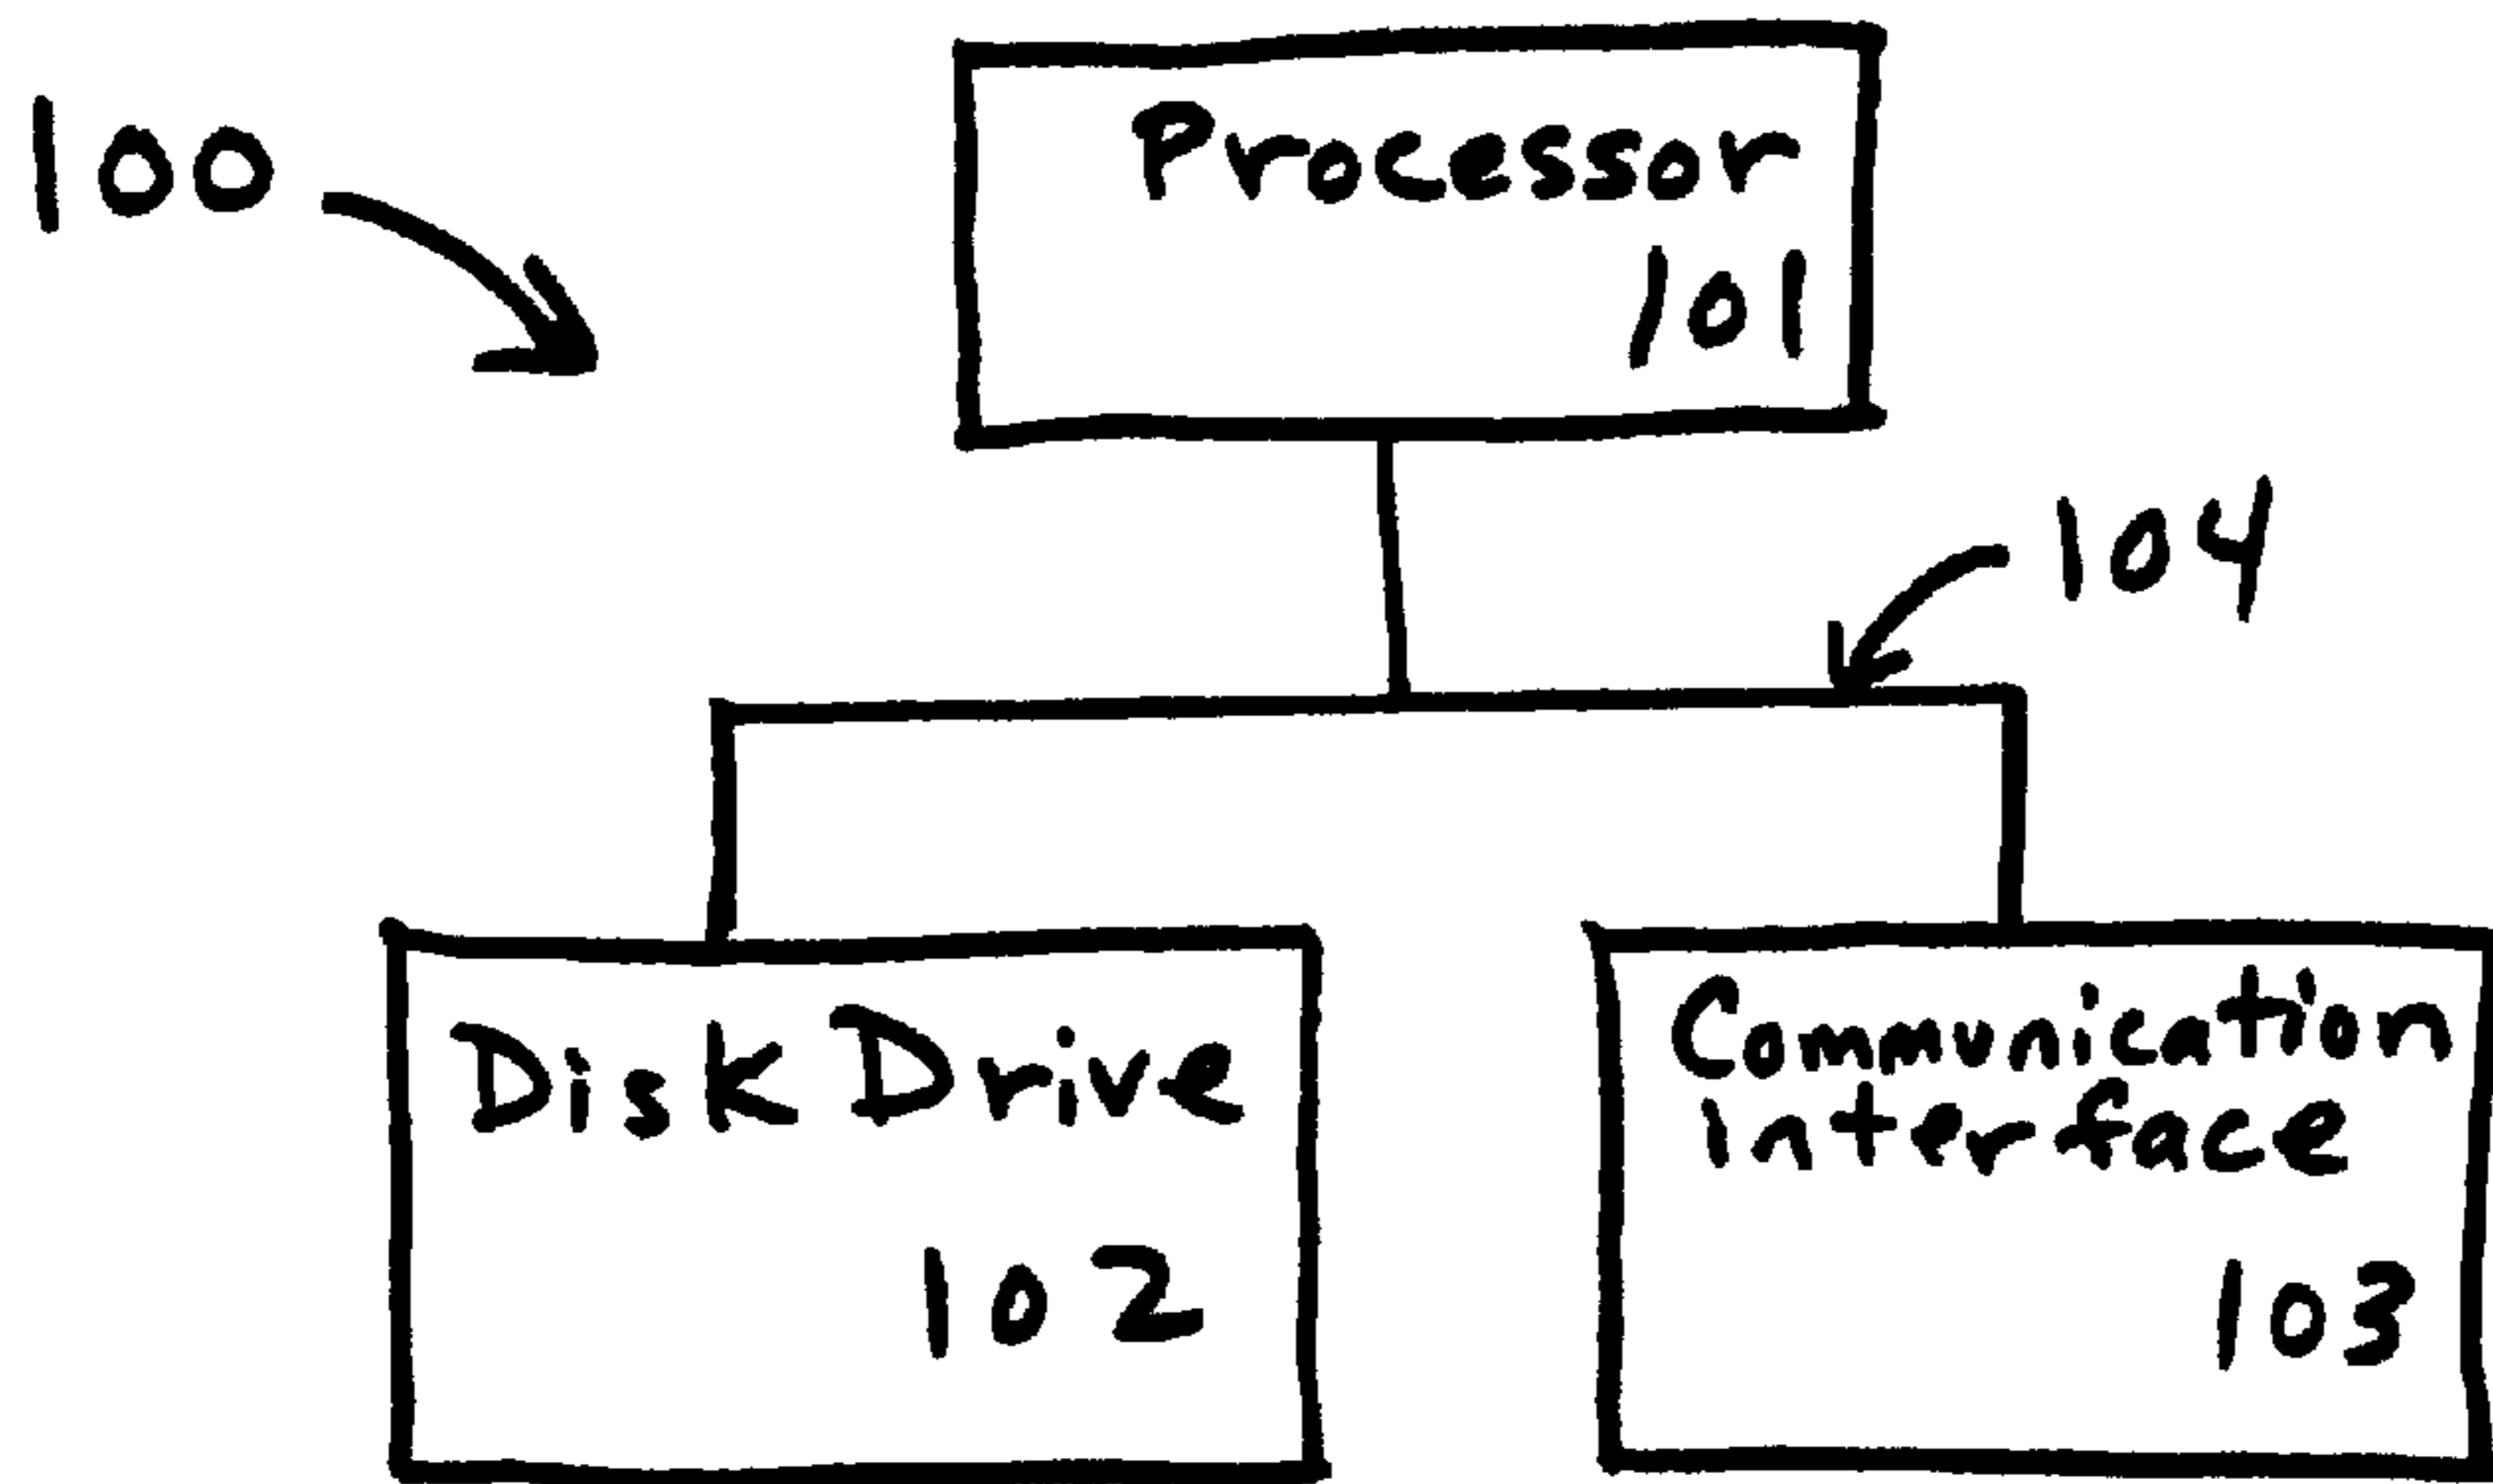 100
Processor
101
104
Disk Drive
102
Communication
Interface
103